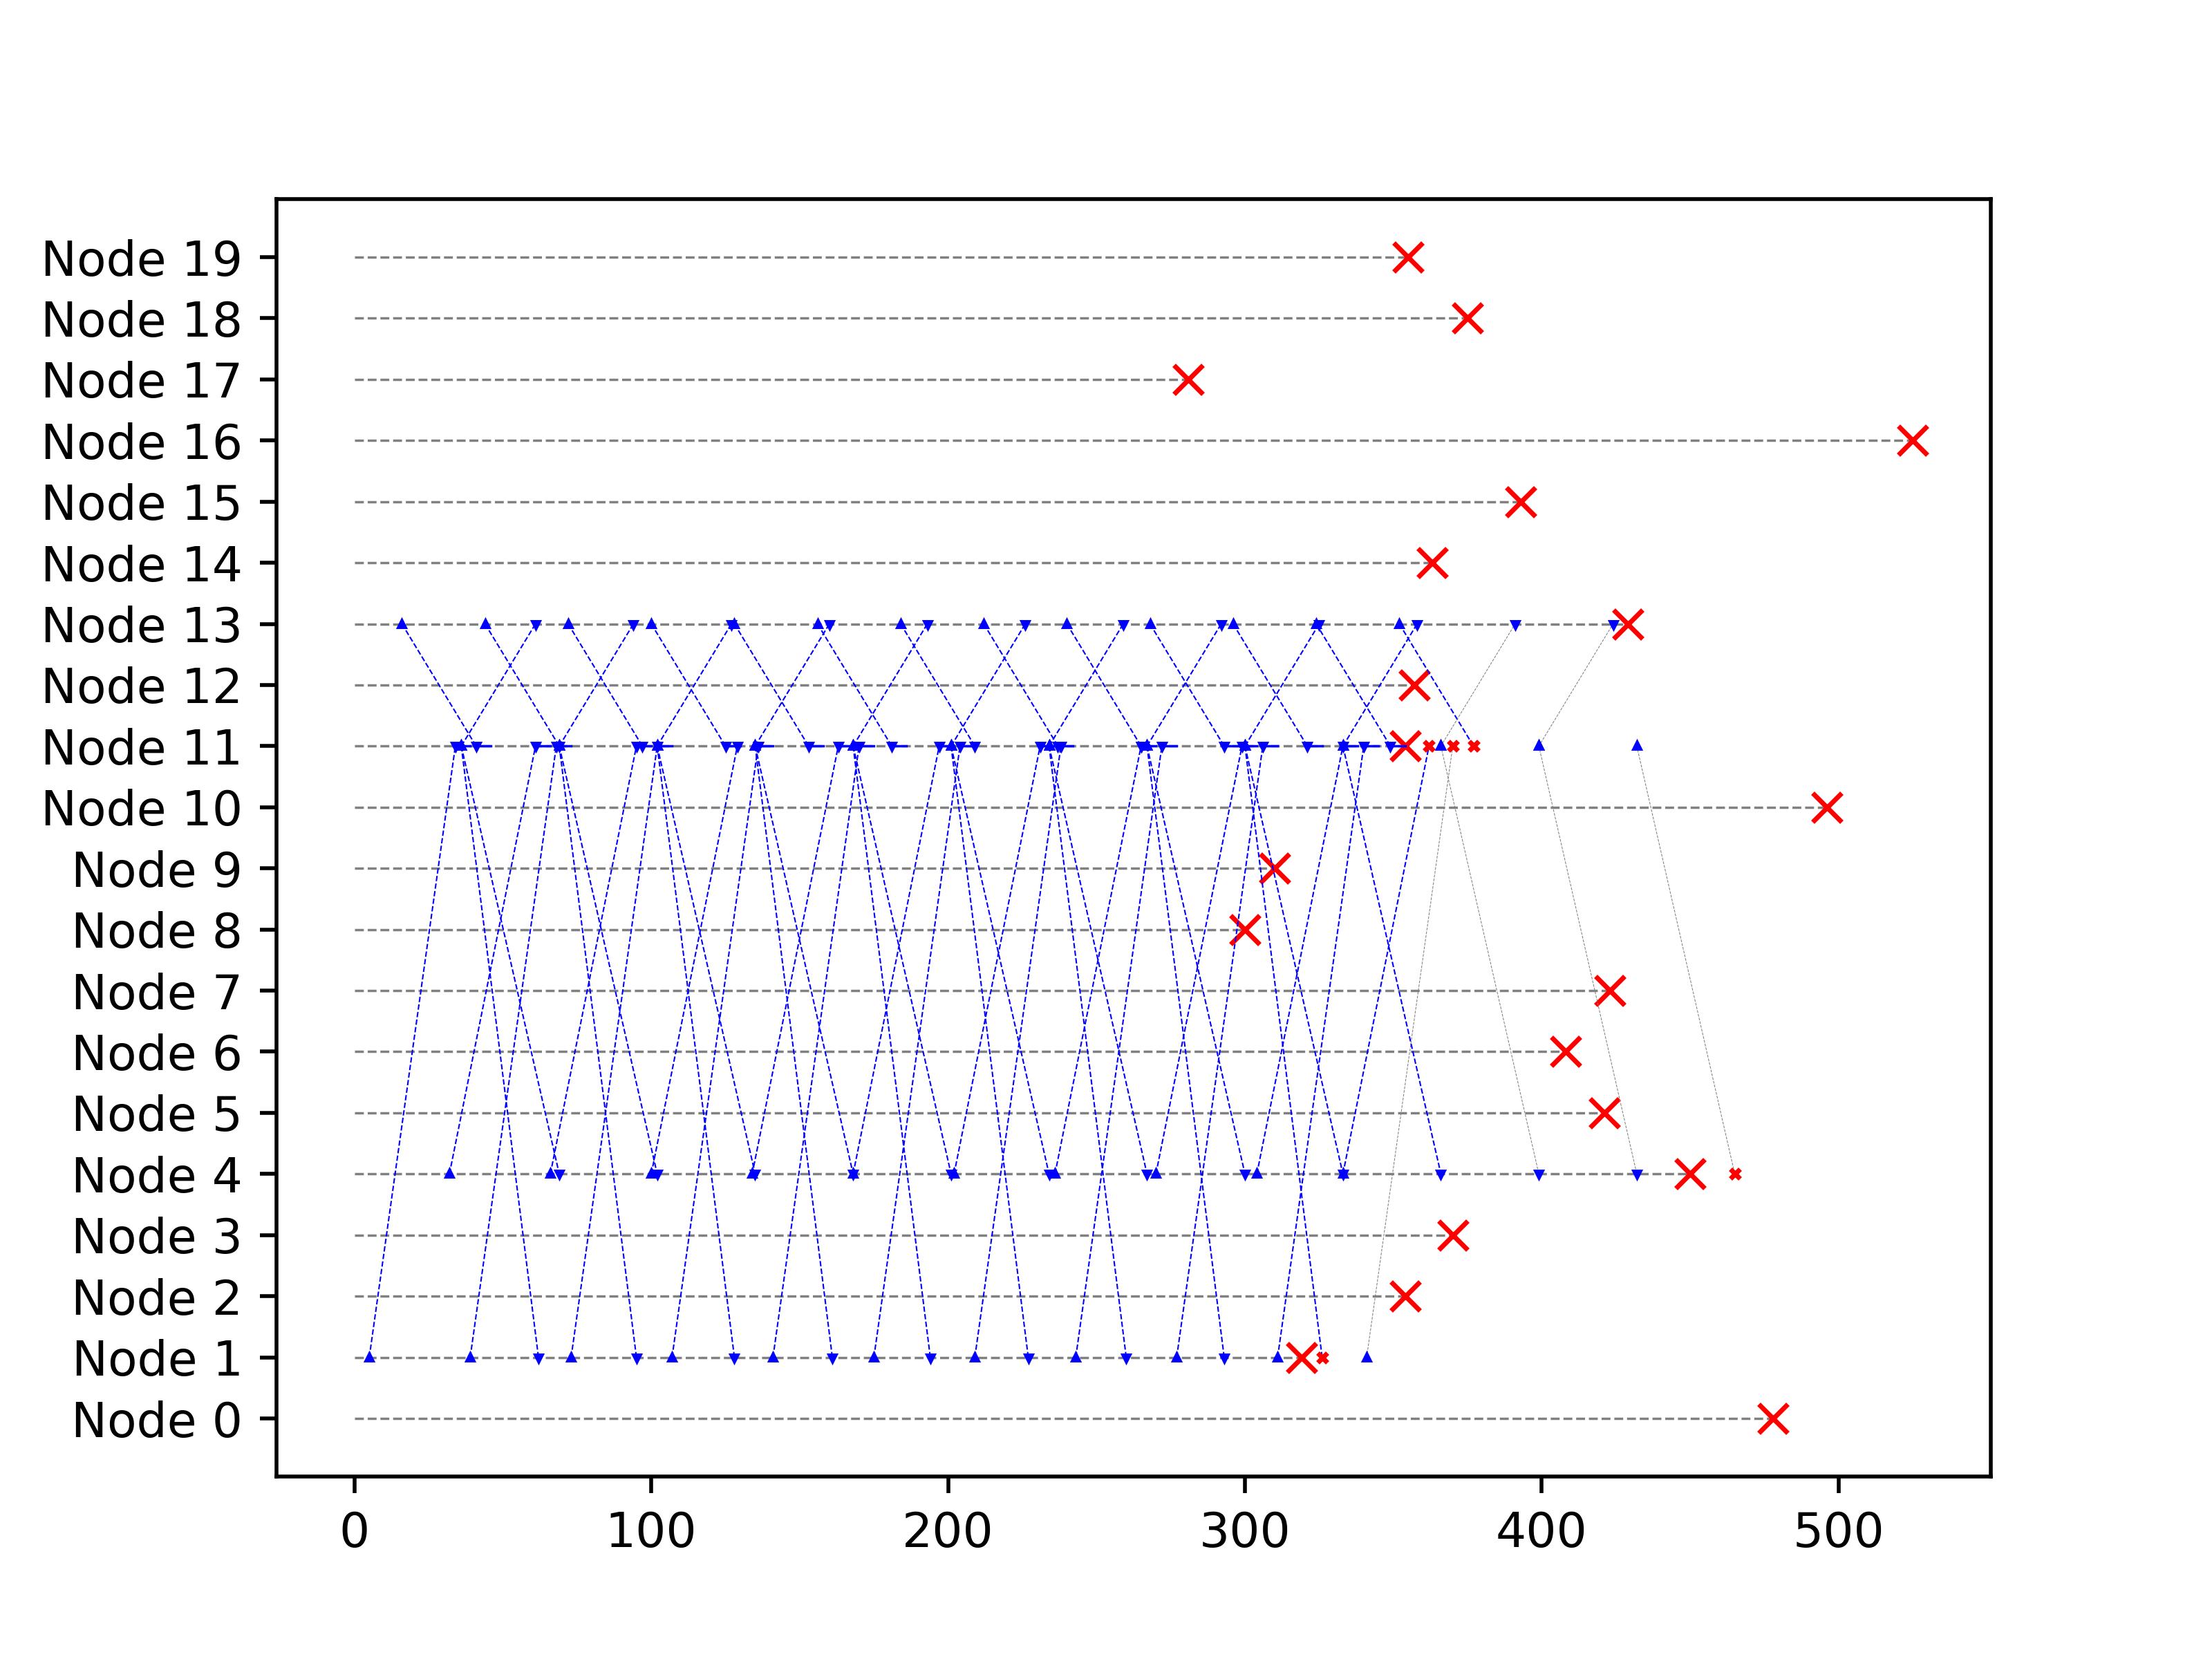 Node 19
Node 18
Node 17
Node 16
Node 15
Node 14
Node 13
Node 12
Node 11
Node 10
Node 9
Node 8
Node 7
Node 6
Node 5
Node 4
Node 3
Node 2
Node 1
Node 0
0 100 200 300 400 500